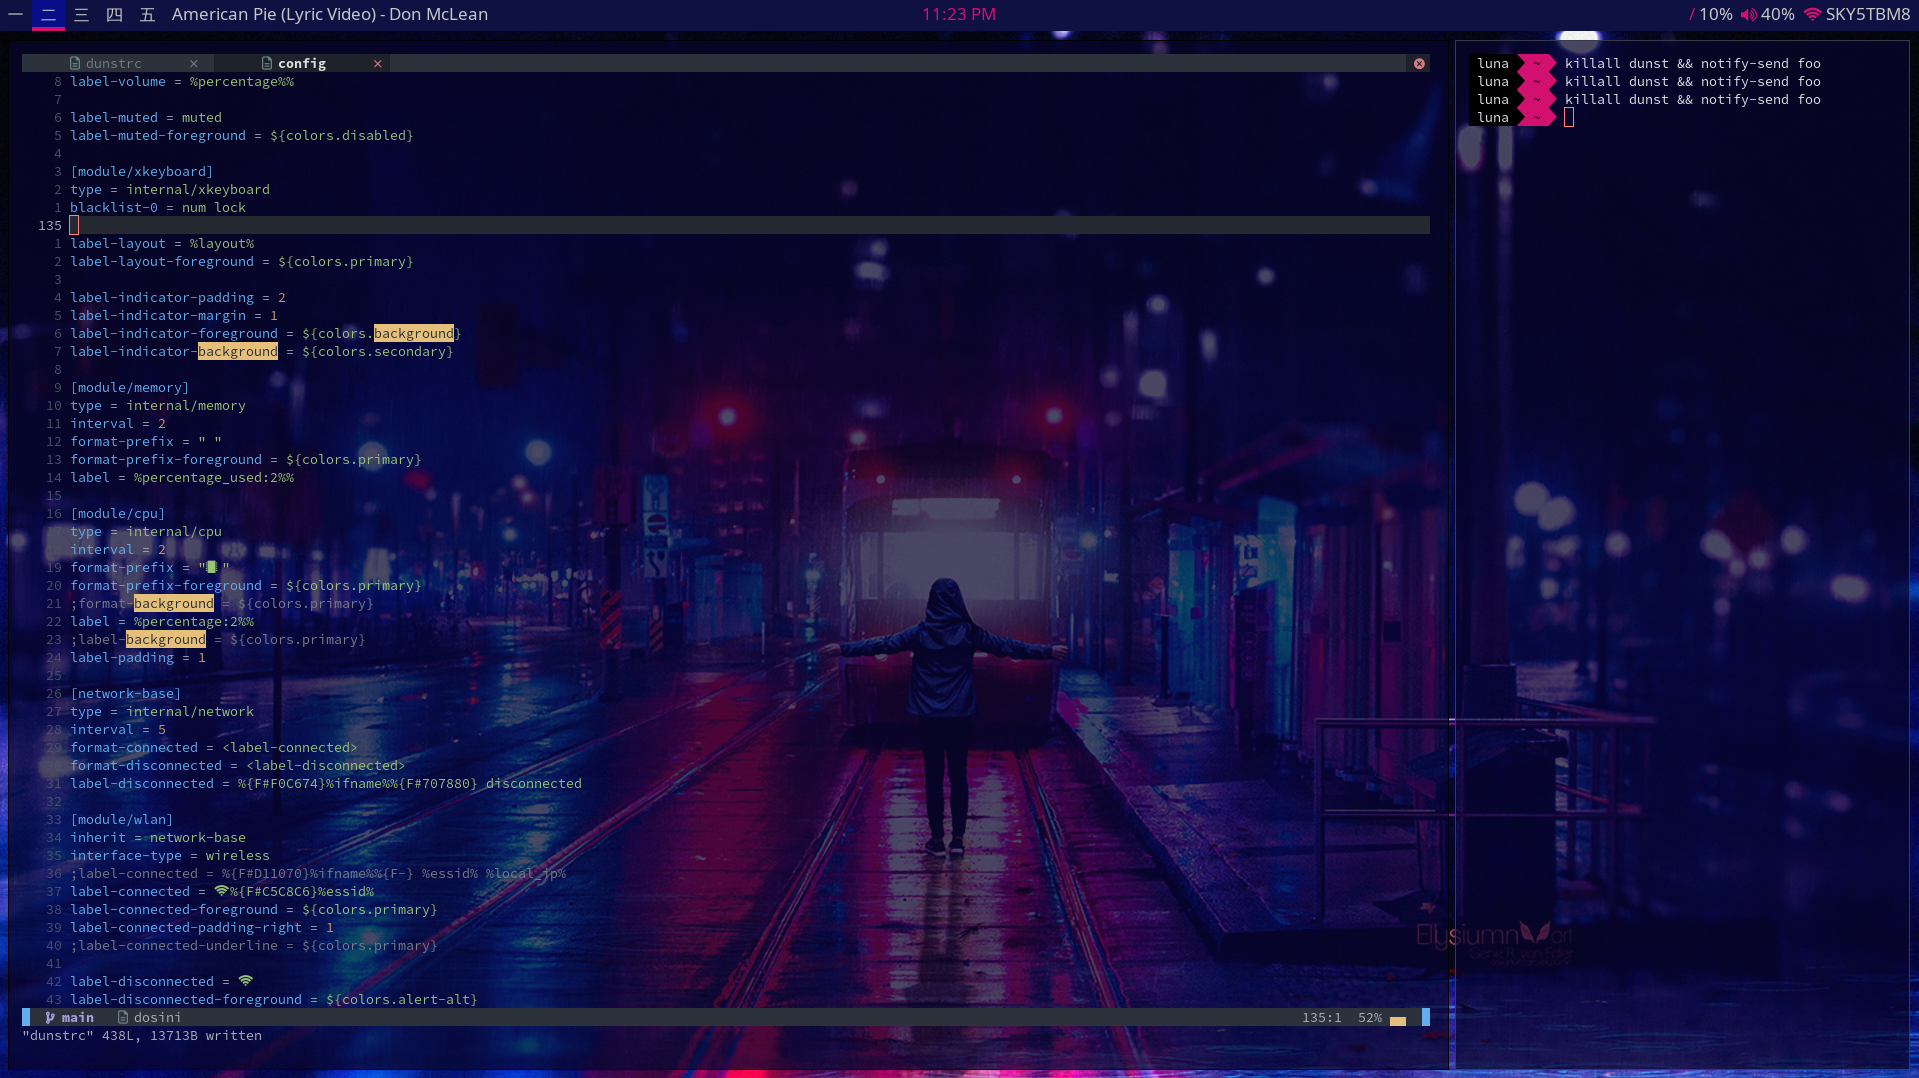 一 二 三 四 五 American Pie (Lyric Video) - Don McLean
11:23 PM
/ 10% 40% SKY5TBM8
dunstrc × config ×
8 label-volume = %percentage%%
7
6 label-muted = muted
5 label-muted-foreground = ${colors.disabled}
4
3 [module/xkeyboard]
2 type = internal/xkeyboard
1 blacklist-0 = num lock
135
1 label-layout = %layout%
2 label-layout-foreground = ${colors.primary}
3
4 label-indicator-padding = 2
5 label-indicator-margin = 1
6 label-indicator-foreground = ${colors.background}
7 label-indicator-background = ${colors.secondary}
8
9 [module/memory]
10 type = internal/memory
11 interval = 2
12 format-prefix = " "
13 format-prefix-foreground = ${colors.primary}
14 label = %percentage_used:2%%
15
16 [module/cpu]
17 type = internal/cpu
18 interval = 2
19 format-prefix = " "
20 format-prefix-foreground = ${colors.primary}
21 ;format-background = ${colors.primary}
22 label = %percentage:2%%
23 ;label-background = ${colors.primary}
24 label-padding = 1
25
26 [network-base]
27 type = internal/network
28 interval = 5
29 format-connected = <label-connected>
30 format-disconnected = <label-disconnected>
31 label-disconnected = %{F#F0C674}%ifname%%{F#707880} disconnected
32
33 [module/wlan]
34 inherit = network-base
35 interface-type = wireless
36 ;label-connected = %{F#D11070}%ifname%%{F-} %essid% %local_ip%
37 label-connected = %{F#C5C8C6}%essid%
38 label-connected-foreground = ${colors.primary}
39 label-connected-padding-right = 1
40 ;label-connected-underline = ${colors.primary}
41
42 label-disconnected =
43 label-disconnected-foreground = ${colors.alert-alt}
main dosini 135:1 52%
"dunstrc" 438L, 13713B written
luna ~ killall dunst && notify-send foo
luna ~ killall dunst && notify-send foo
luna ~ killall dunst && notify-send foo
luna ~
Elysiumn art